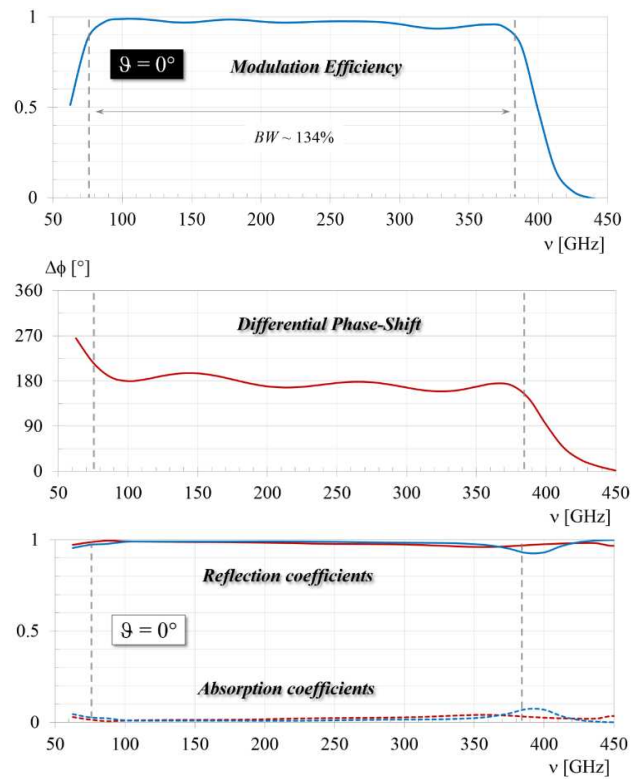 1
ϑ = 0°
Modulation Efficiency
0.5
BW ~ 134%
0
50 100 150 200 250 300 350 400 450
ν [GHz]
Δϕ [°]
360
Differential Phase-Shift
270
180
90
0
50 100 150 200 250 300 350 400 450
ν [GHz]
1
Reflection coefficients
0.5
ϑ = 0°
Absorption coefficients
0
50 100 150 200 250 300 350 400 450
ν [GHz]